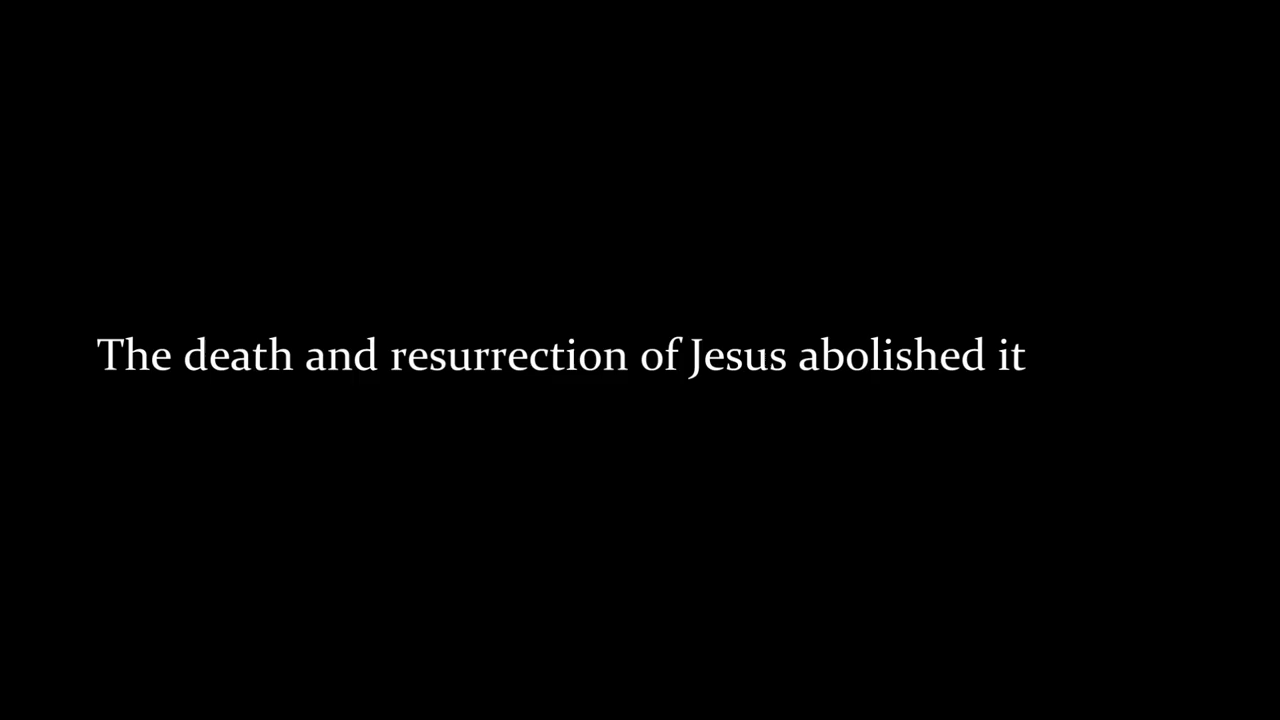 The death and resurrection of Jesus abolished it